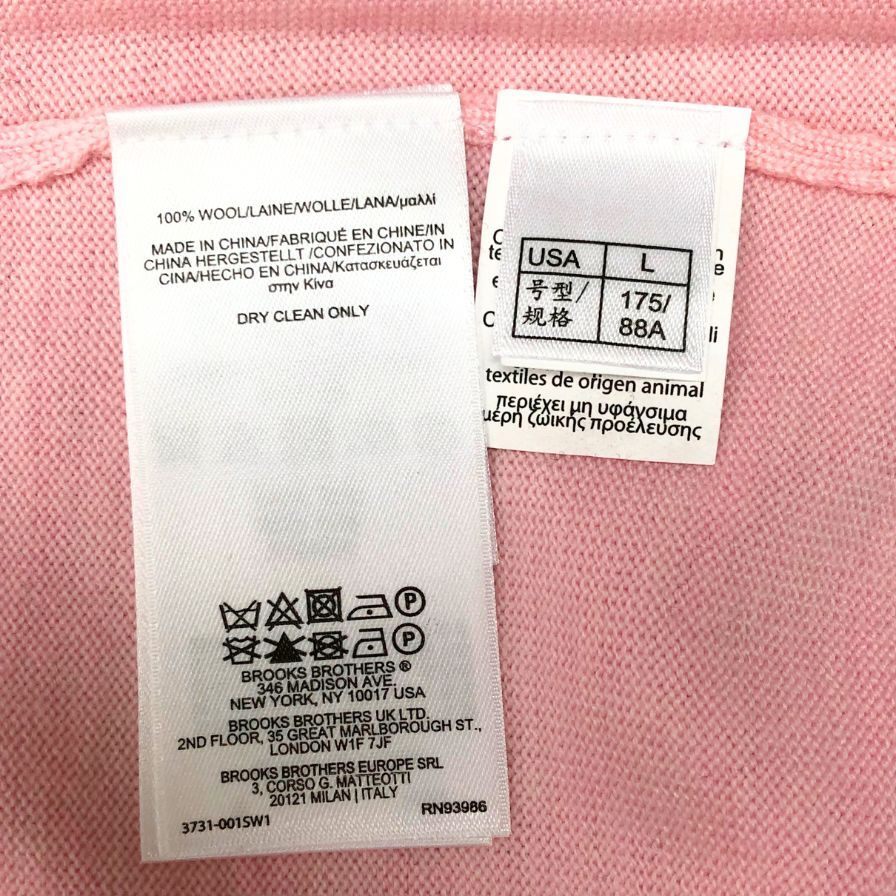 100% WOOL/LAINE/WOLLE/LANA/μαλλί
MADE IN CHINA/FABRIQUÉ EN CHINE/IN
CHINA HERGESTELLT /CONFEZIONATO IN
CINA/HECHO EN CHINA/Κατασκευάζεται
στην Κίνα
DRY CLEAN ONLY
P
P
BROOKS BROTHERS ®
346 MADISON AVE.
NEW YORK, NY 10017 USA
BROOKS BROTHERS UK LTD.
2ND FLOOR, 35 GREAT MARLBOROUGH ST.,
LONDON W1F 7JF
BROOKS BROTHERS EUROPE SRL
3, CORSO G. MATTEOTTI
20121 MILAN | ITALY
RN93986
3731-001SW1
USA L
号型/ 175/
规格 88A
textiles de origen animal
περιέχει μη υφάνσιμα
μέρη ζωικής προέλευσης